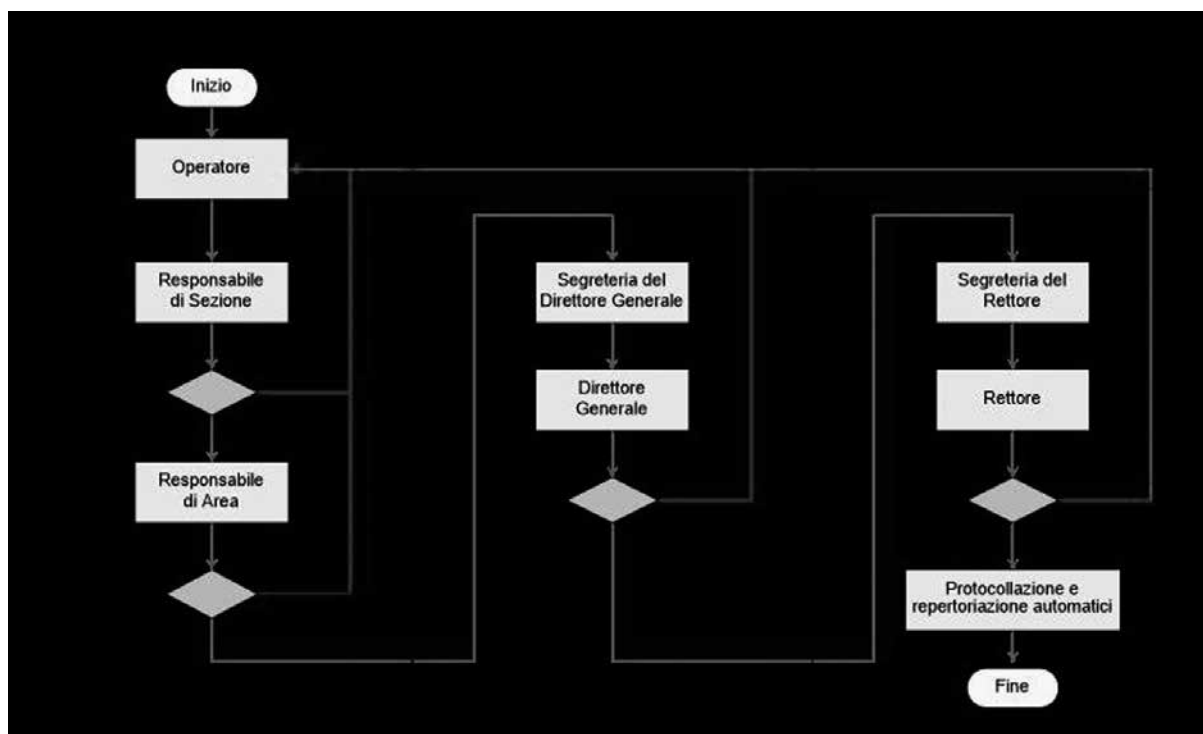 Inizio
Operatore
Responsabile
di Sezione
Responsabile
di Area
Segreteria del
Direttore Generale
Direttore
Generale
Segreteria del
Rettore
Rettore
Protocollazione e
repertoriazione automatici
Fine